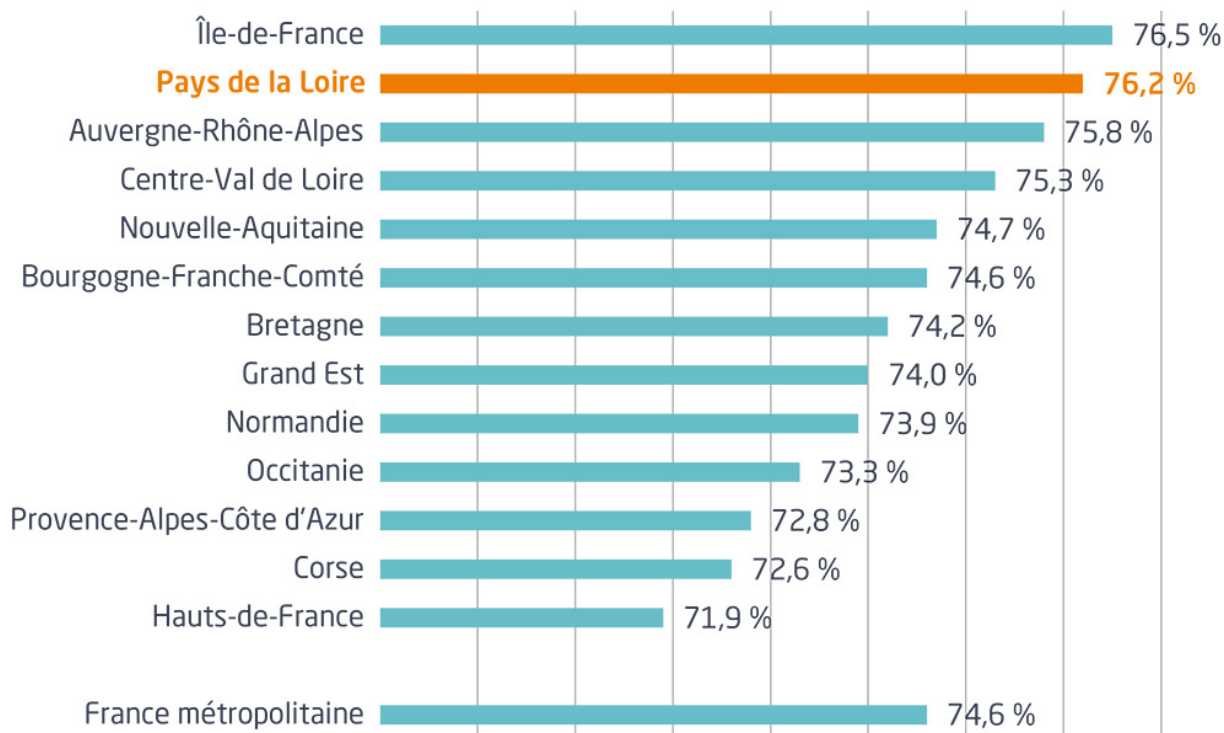 Île-de-France 76,5 %
Pays de la Loire 76,2 %
Auvergne-Rhône-Alpes 75,8 %
Centre-Val de Loire 75,3 %
Nouvelle-Aquitaine 74,7 %
Bourgogne-Franche-Comté 74,6 %
Bretagne 74,2 %
Grand Est 74,0 %
Normandie 73,9 %
Occitanie 73,3 %
Provence-Alpes-Côte d'Azur 72,8 %
Corse 72,6 %
Hauts-de-France 71,9 %
France métropolitaine 74,6 %